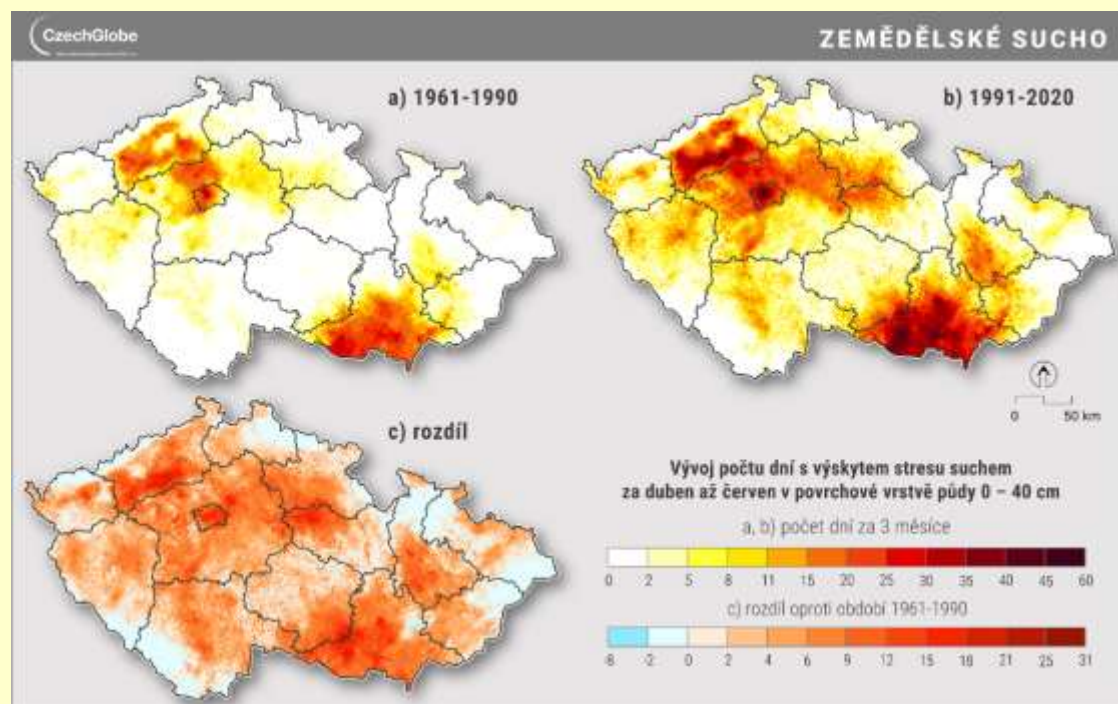 CzechGlobe
ZEMĚDĚLSKÉ SUCHO
a) 1961-1990
b) 1991-2020
0 50 km
c) rozdíl
Vývoj počtu dní s výskytem stresu suchem
za duben až červen v povrchové vrstvě půdy 0 – 40 cm
a, b) počet dní za 3 měsíce
0 2 5 8 11 15 20 25 30 35 40 45 60
c) rozdíl oproti období 1961-1990
-2 0 2 4 6 9 12 15 18 21 25 31